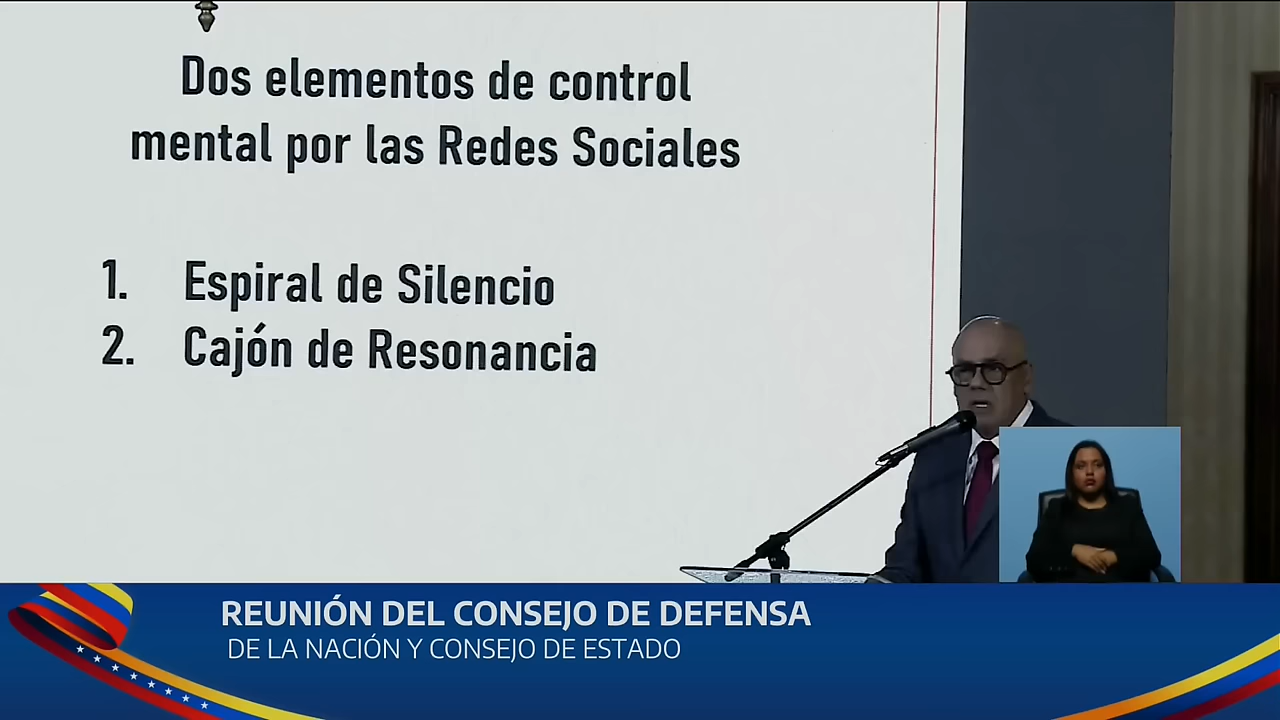 Dos elementos de control
mental por las Redes Sociales
1. Espiral de Silencio
2. Cajón de Resonancia
REUNIÓN DEL CONSEJO DE DEFENSA
DE LA NACIÓN Y CONSEJO DE ESTADO